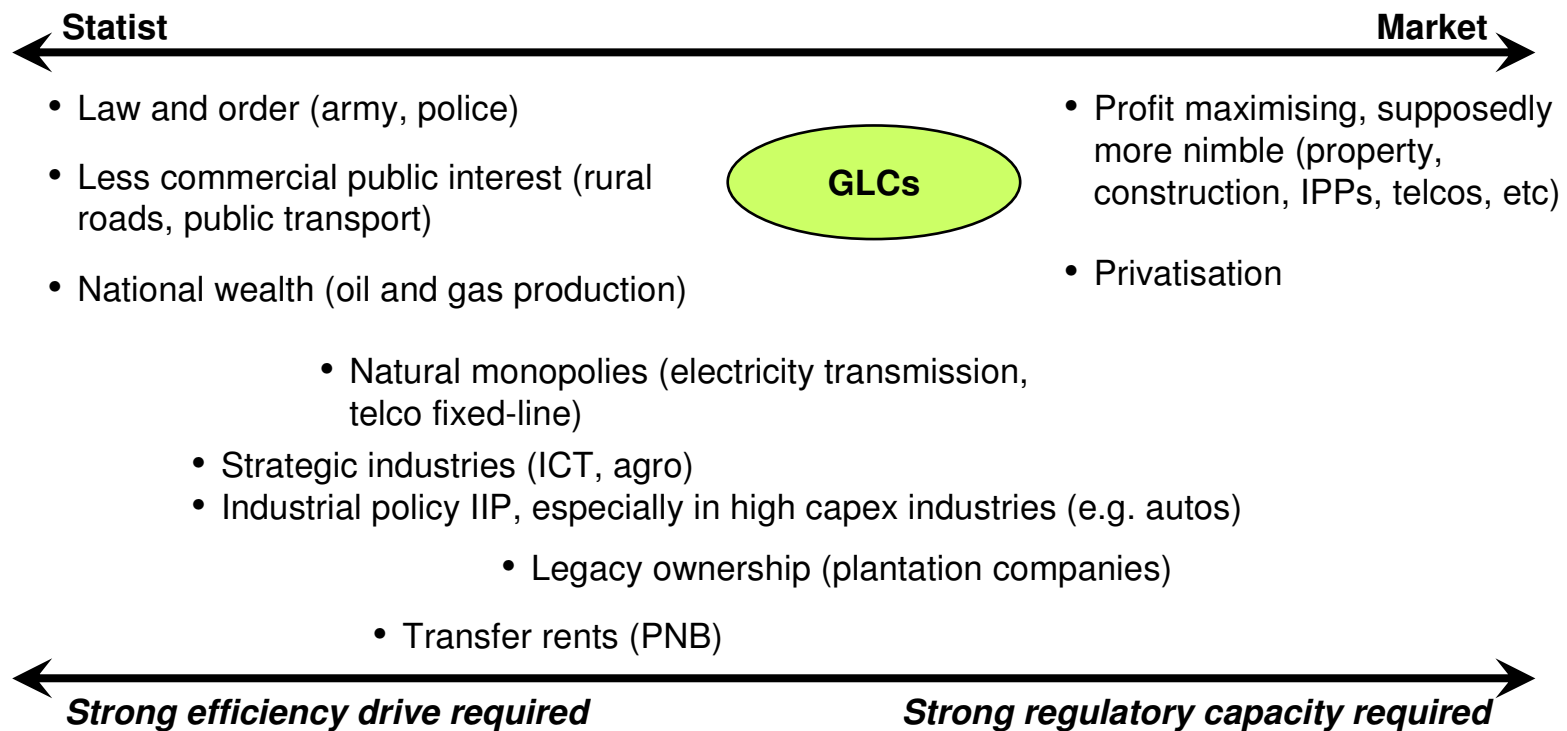 Statist
Market
• Law and order (army, police)
• Less commercial public interest (rural
roads, public transport)
• National wealth (oil and gas production)
GLCs
• Profit maximising, supposedly
more nimble (property,
construction, IPPs, telcos, etc)
• Privatisation
• Natural monopolies (electricity transmission,
telco fixed-line)
• Strategic industries (ICT, agro)
• Industrial policy IIP, especially in high capex industries (e.g. autos)
• Legacy ownership (plantation companies)
• Transfer rents (PNB)
Strong efficiency drive required
Strong regulatory capacity required